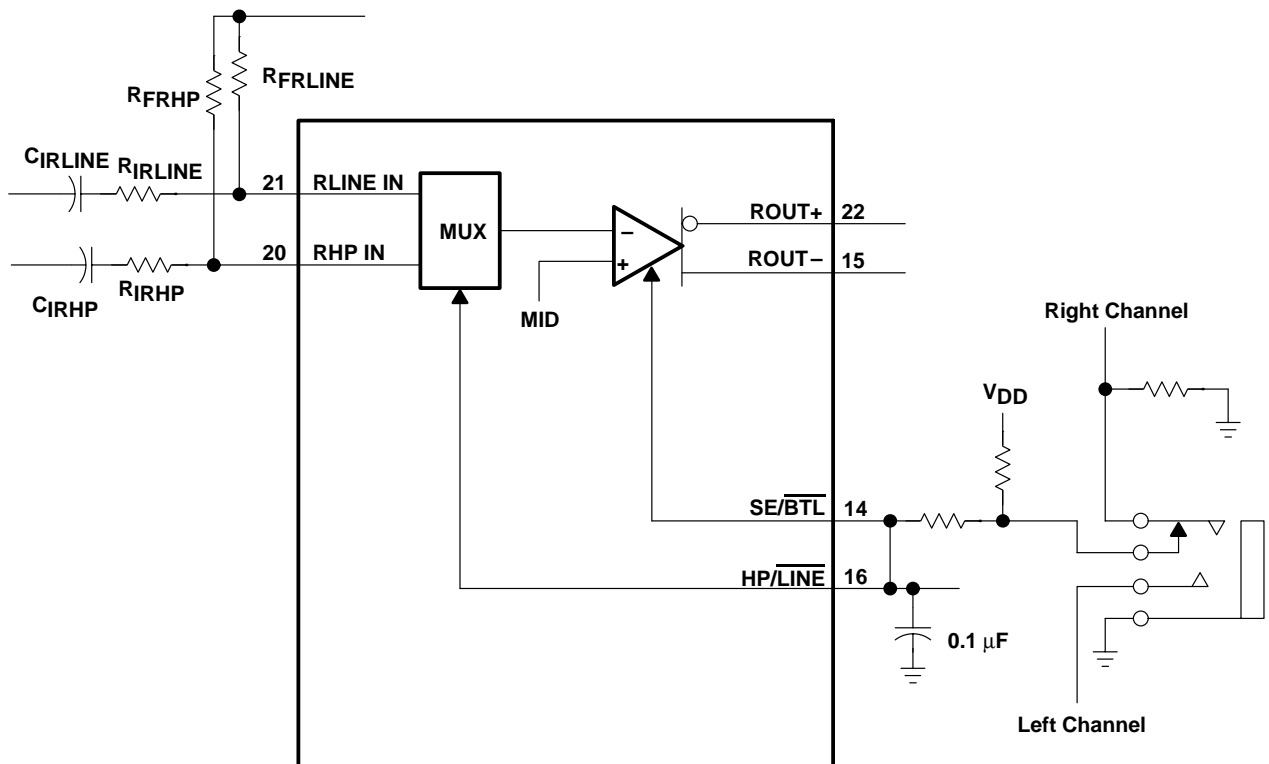 RFRLINE
RFRHP
CIRLINE
RIRLINE
21 RLINE IN
MUX
ROUT+ 22
20 RHP IN
ROUT− 15
CIRHP
RIRHP
− 
+
MID
Right Channel
VDD
SE/BTL 14
HP/LINE 16
0.1 μF
Left Channel